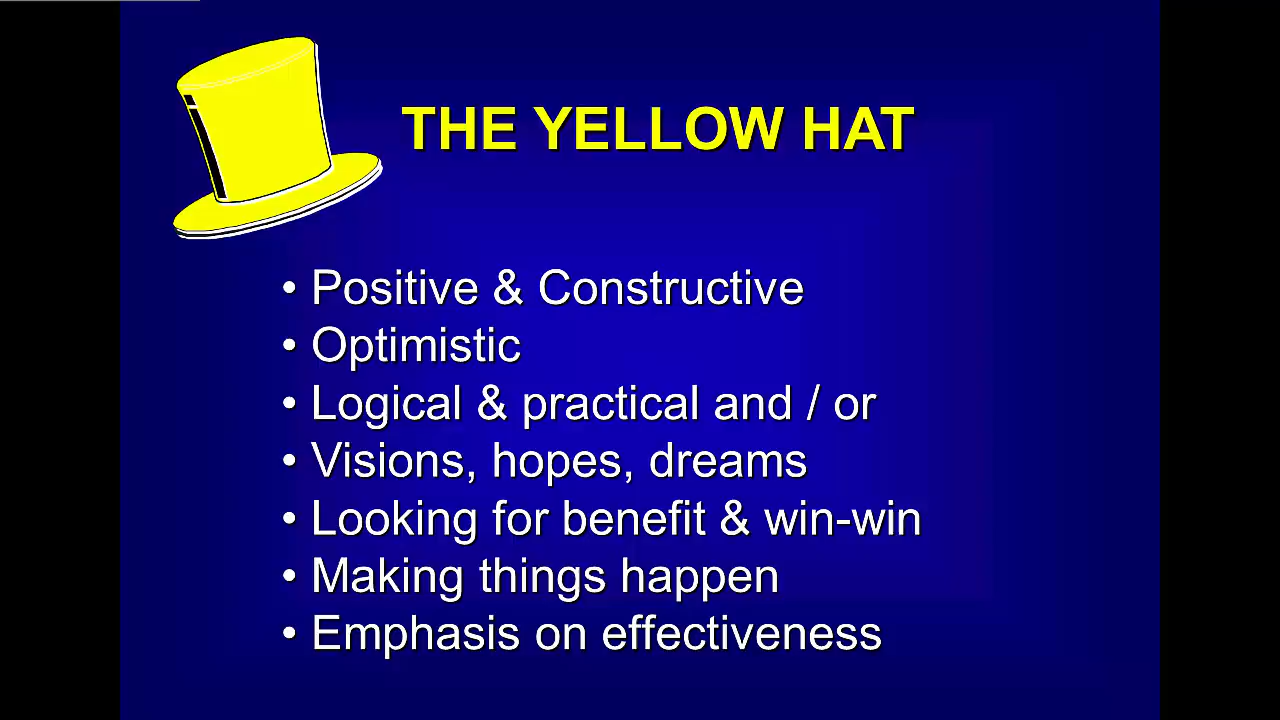 THE YELLOW HAT
• Positive & Constructive
• Optimistic
• Logical & practical and / or
• Visions, hopes, dreams
• Looking for benefit & win-win
• Making things happen
• Emphasis on effectiveness